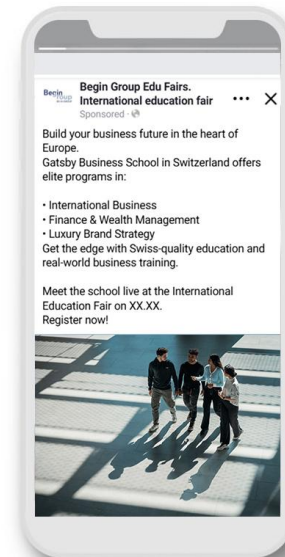 Begin
Group
Begin Group Edu Fairs.
International education fair
Sponsored ·
Build your business future in the heart of
Europe.
Gatsby Business School in Switzerland offers
elite programs in:
• International Business
• Finance & Wealth Management
• Luxury Brand Strategy
Get the edge with Swiss-quality education and
real-world business training.
Meet the school live at the International
Education Fair on XX.XX.
Register now!